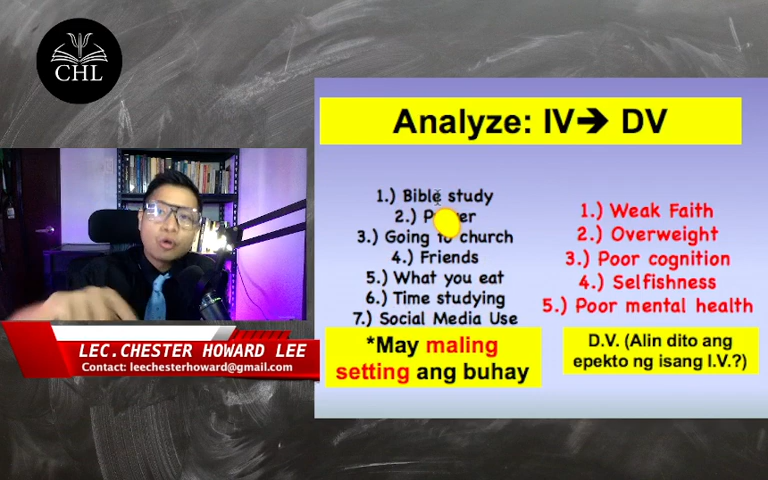 CHL
Analyze: IV➔ DV
1.) Bible study
2.)
3.) Going to church
4.) Friends
5.) What you eat
6.) Time studying
7.) Social Media Use
*May maling
setting ang buhay
1.) Weak Faith
2.) Overweight
3.) Poor cognition
4.) Selfishness
5.) Poor mental health
D.V. (Alin dito ang
epekto ng isang I.V.?)
LEC.CHESTER HOWARD LEE
Contact: leechesterhoward@gmail.com